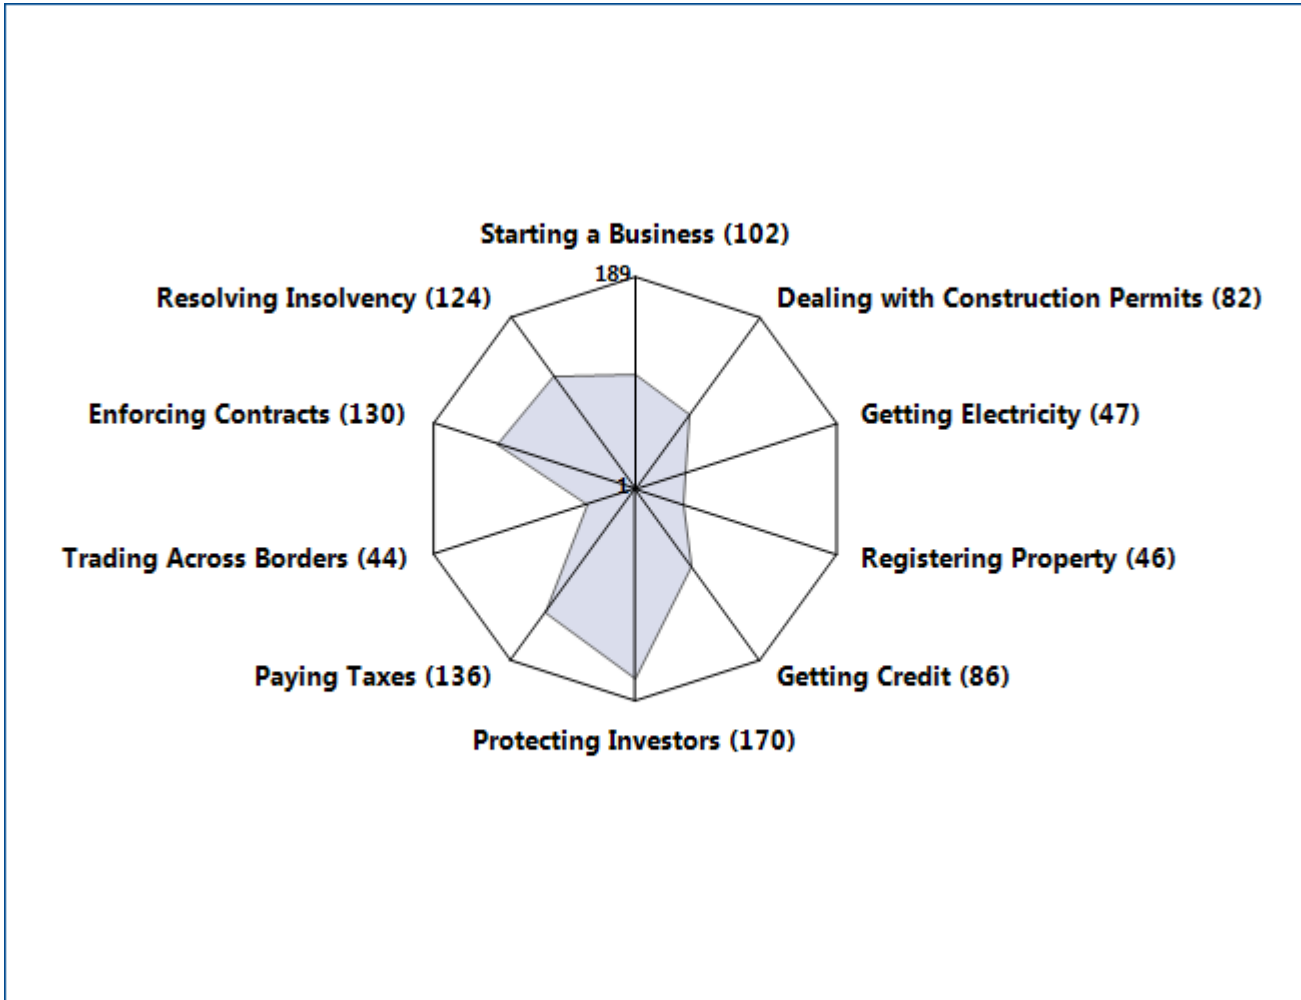 Starting a Business (102)
189
Resolving Insolvency (124)
Dealing with Construction Permits (82)
Enforcing Contracts (130)
Getting Electricity (47)
1
Trading Across Borders (44)
Registering Property (46)
Paying Taxes (136)
Getting Credit (86)
Protecting Investors (170)